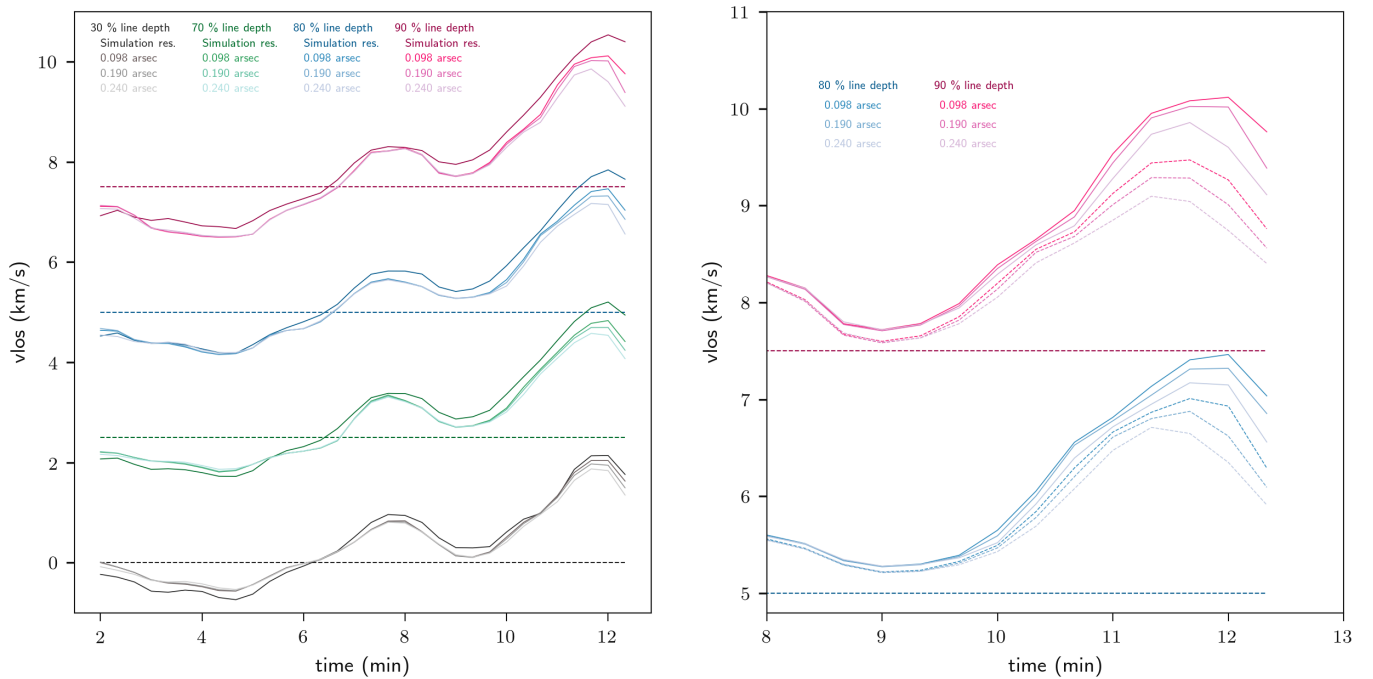 30 % line depth 70 % line depth 80 % line depth 90 % line depth
Simulation res. Simulation res. Simulation res. Simulation res.
0.098 arsec 0.098 arsec 0.098 arsec 0.098 arsec
0.190 arsec 0.190 arsec 0.190 arsec 0.190 arsec
0.240 arsec 0.240 arsec 0.240 arsec 0.240 arsec
10
8
6
4
2
0
vlos (km/s)
2 4 6 8 10 12
time (min)
80 % line depth 90 % line depth
0.098 arsec 0.098 arsec
0.190 arsec 0.190 arsec
0.240 arsec 0.240 arsec
11
10
9
8
7
6
5
vlos (km/s)
8 9 10 11 12 13
time (min)